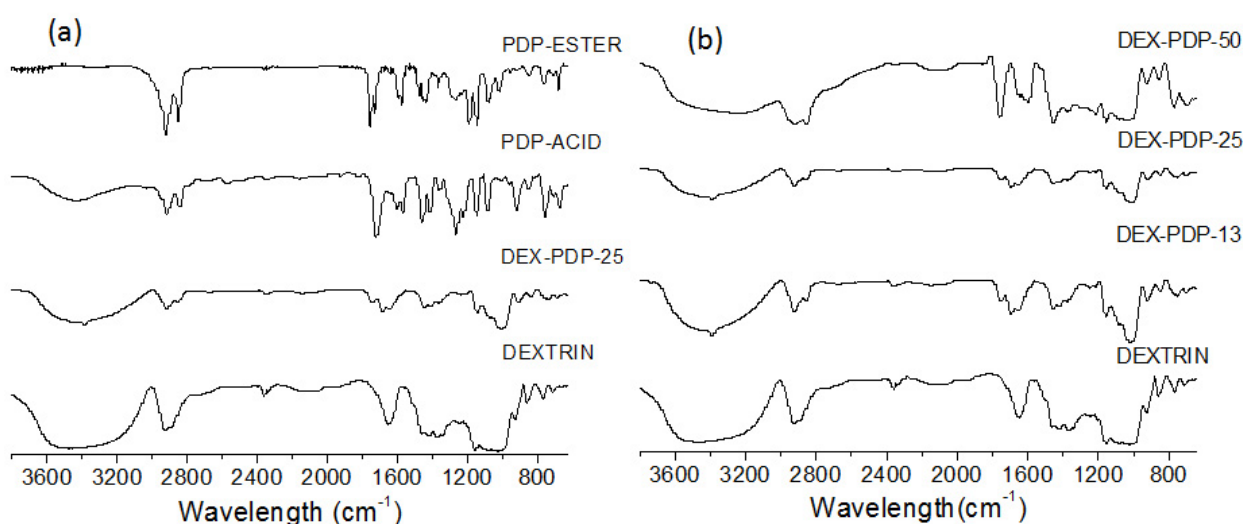 (a)
PDP-ESTER
PDP-ACID
DEX-PDP-25
DEXTRIN
3600 3200 2800 2400 2000 1600 1200 800
Wavelength (cm-1)
(b)
DEX-PDP-50
DEX-PDP-25
DEX-PDP-13
DEXTRIN
3600 3200 2800 2400 2000 1600 1200 800
Wavelength (cm-1)